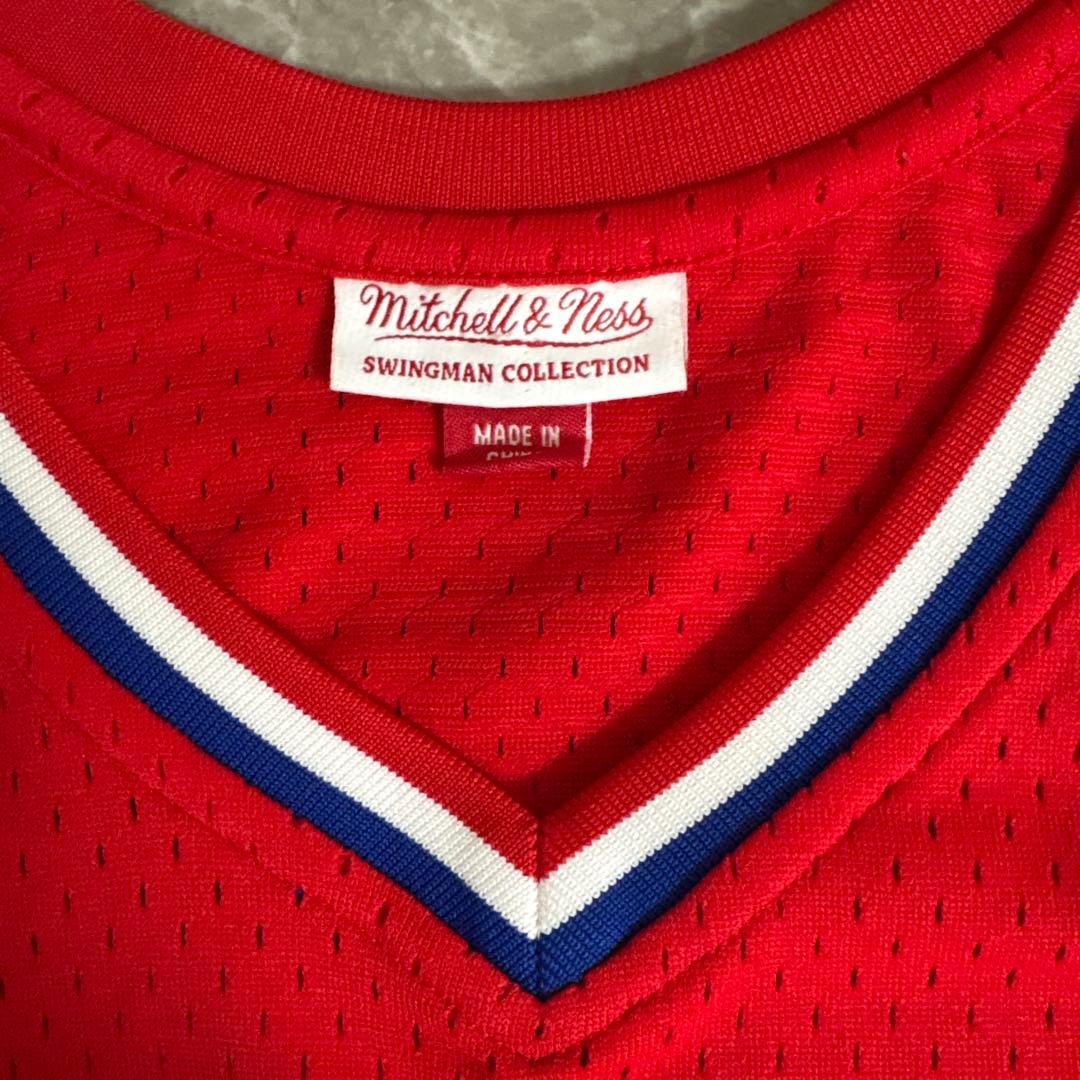 Mitchell & Ness
SWINGMAN COLLECTION
MADE IN